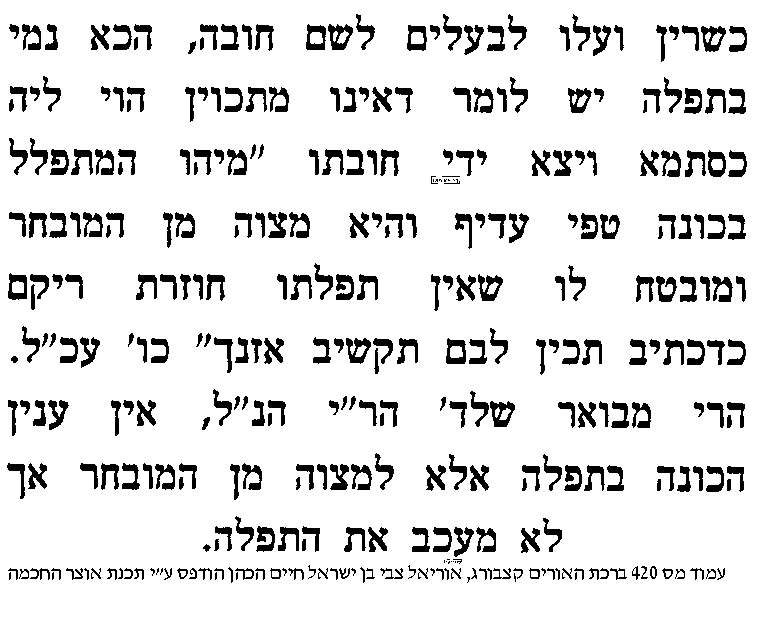 כשרין ועלו לבעלים לשם חובה, הכא נמי
בתפלה יש לומר דאינו מתכוין הוי ליה
כסתמא ויצא ידי חובתו "מיהו המתפלל
בכונה טפי עדיף והיא מצוה מן המובחר
ומובטח לו שאין תפלתו חוזרת ריקם
כדכתיב תכין לבם תקשיב אזנך" כו' עכ"ל.
הרי מבואר שלד' הר"י הנ"ל, אין ענין
הכונה בתפלה אלא למצוה מן המובחר אך
לא מעכב את התפלה.
עמוד מס 420 ברכת האורים קצבורג, אוריאל צבי בן ישראל חיים הכהן הודפס ע"י תכנת אוצר החכמה